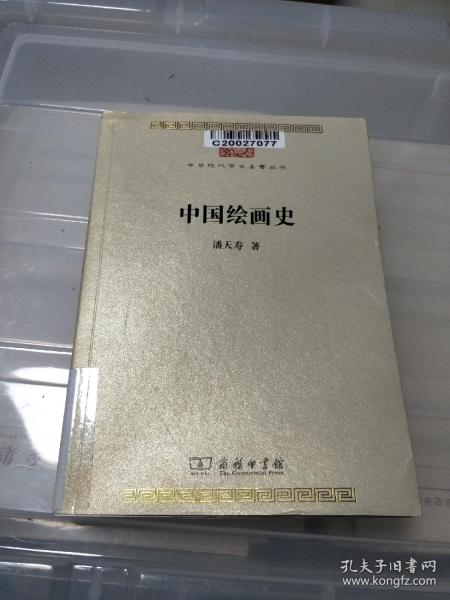 C20027077
中华现代学术名著丛书
中国绘画史
潘天寿 著
商务印书馆
The Commercial Press
孔夫子旧书网
www.kongfz.com